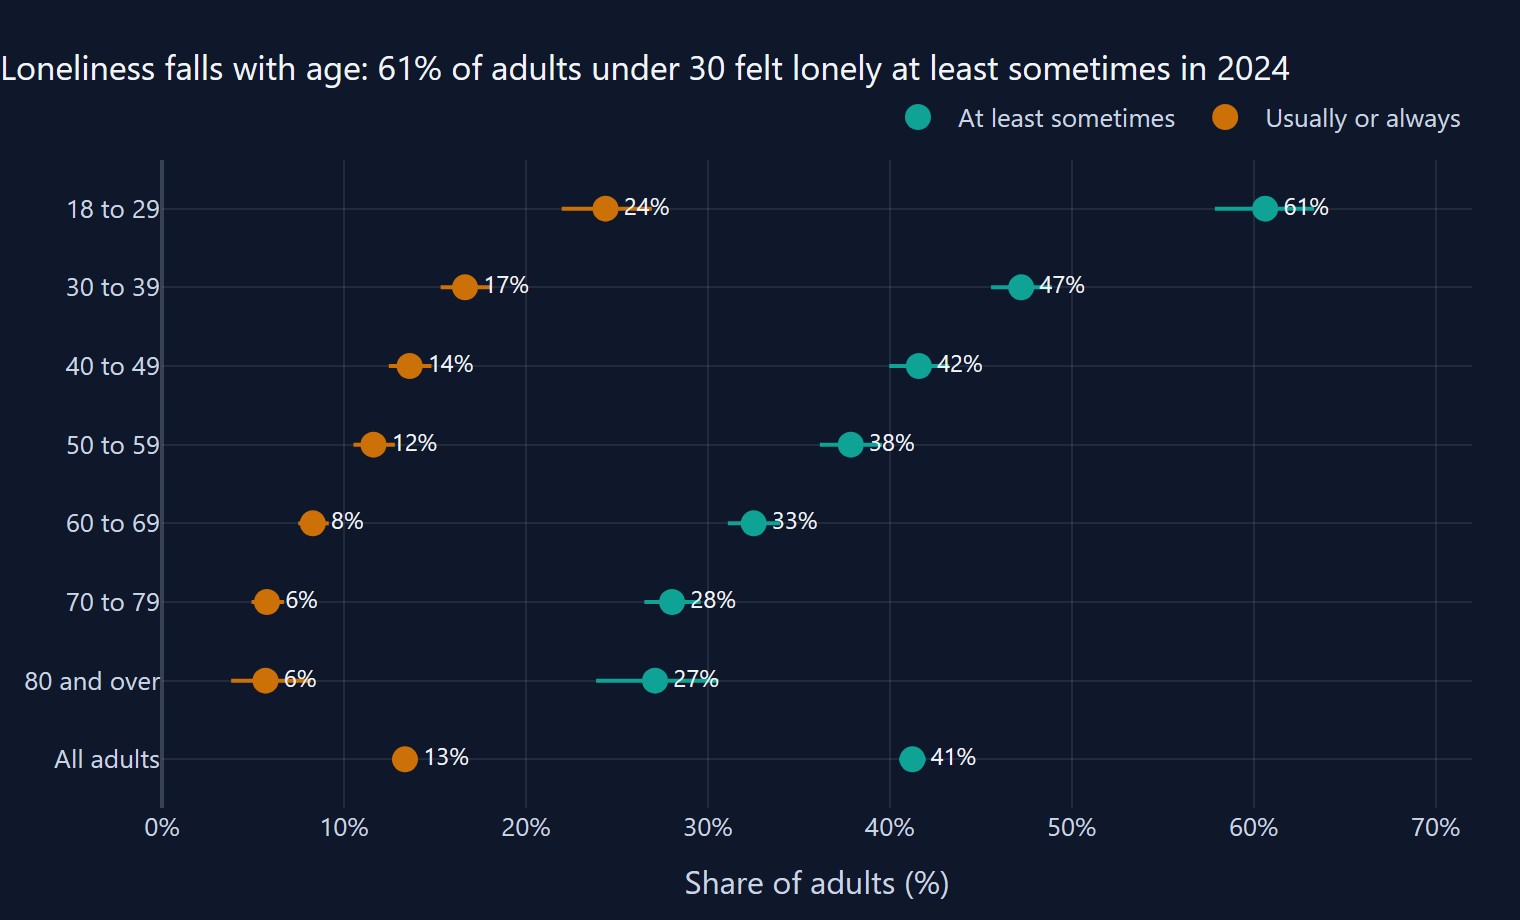 Loneliness falls with age: 61% of adults under 30 felt lonely at least sometimes in 2024
At least sometimes Usually or always
18 to 29 24% 61%
30 to 39 17% 47%
40 to 49 14% 42%
50 to 59 12% 38%
60 to 69 8% 33%
70 to 79 6% 28%
80 and over 6% 27%
All adults 13% 41%
0% 10% 20% 30% 40% 50% 60% 70%
Share of adults (%)